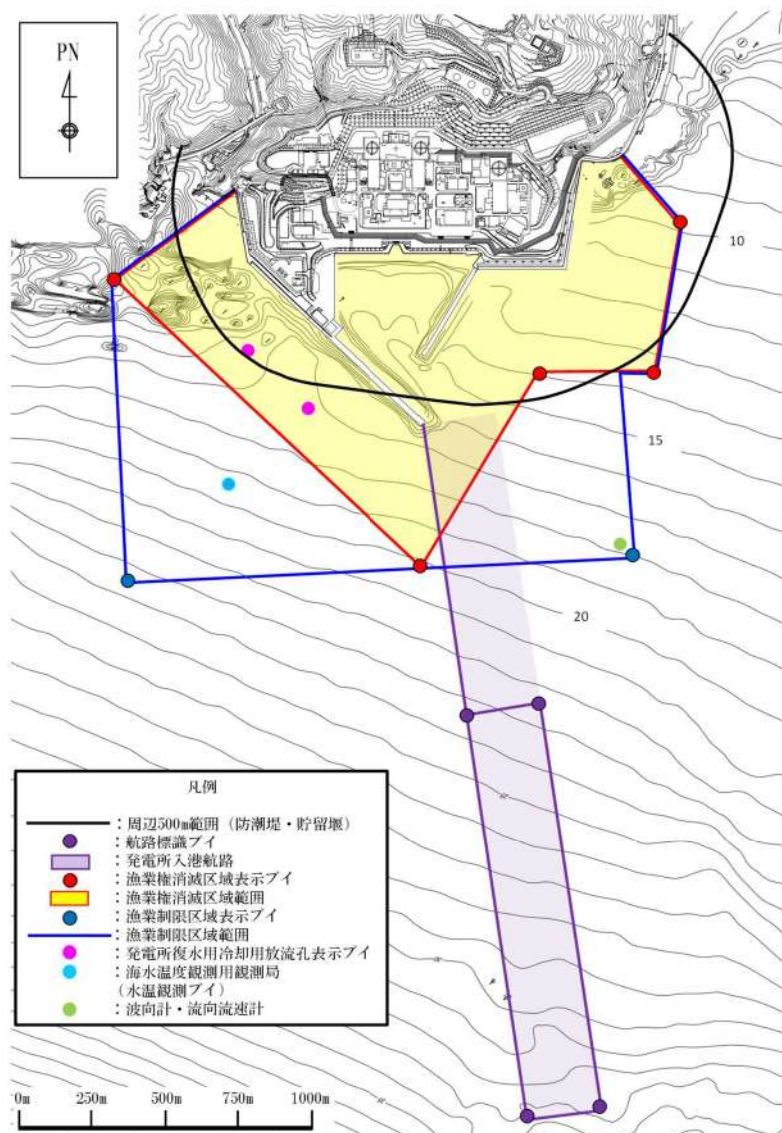 PN
10
15
20
凡例
：周辺500m範囲（防潮堤・貯留堰）
：航路標識ブイ
：発電所入港航路
：漁業権消滅区域表示ブイ
：漁業権消滅区域範囲
：漁業制限区域表示ブイ
：漁業制限区域範囲
：発電所復水用冷却用放流孔表示ブイ
：海水温度観測用観測局
（水温観測ブイ）
：波向計・流向流速計
0m 250m 500m 750m 1000m